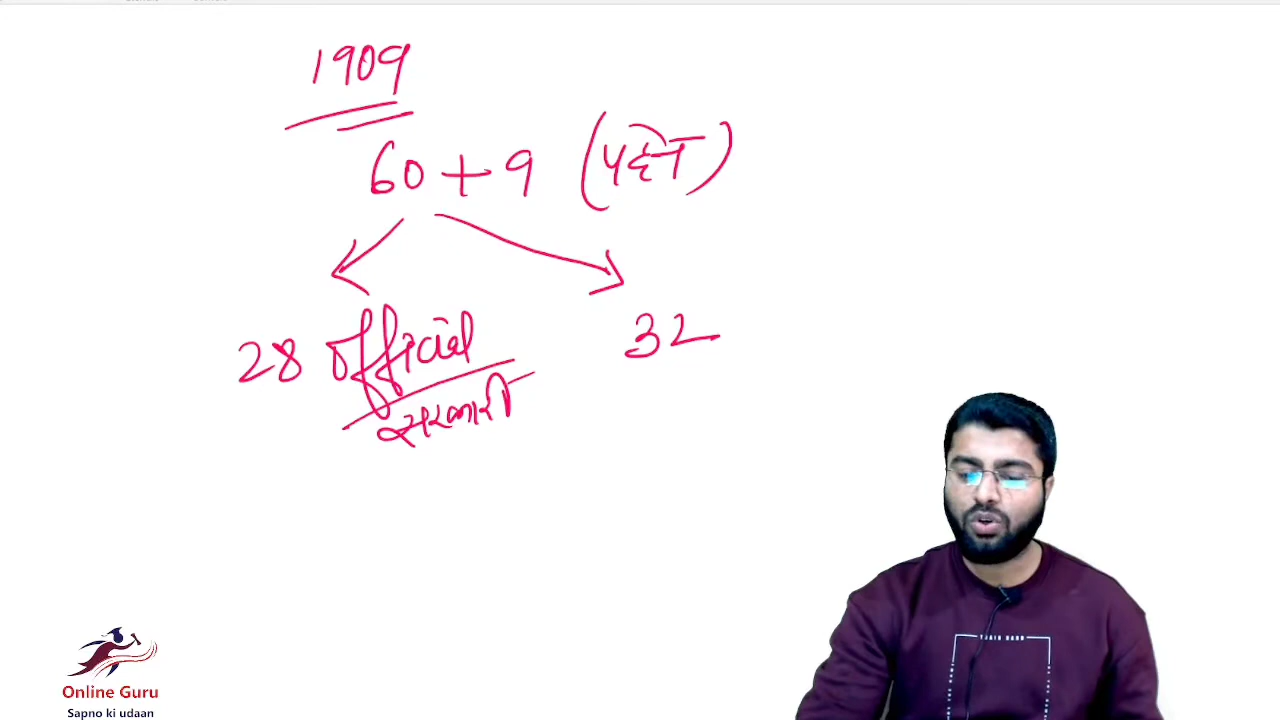 1909
60 + 9 (पदेन)
28 official 32
सरकारी
Online Guru
Sapno ki udaan